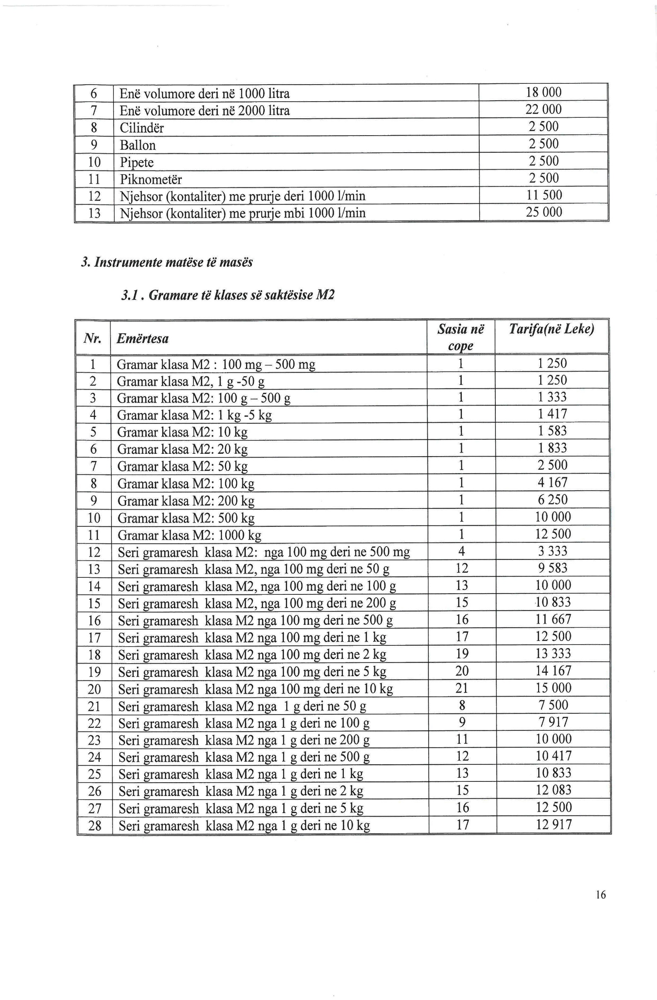 6 Enë volumore deri në 1000 litra 18 000
7 Enë volumore deri në 2000 litra 22 000
8 Cilindër 2 500
9 Ballon 2 500
10 Pipete 2 500
11 Piknometër 2 500
12 Njehsor (kontaliter) me prurje deri 1000 l/min 11 500
13 Njehsor (kontaliter) me prurje mbi 1000 l/min 25 000
3. Instrumente matëse të masës
3.1 . Gramare të klases së saktësise M2
Nr. Emërtesa Sasia në cope Tarifa(në Leke)
1 Gramar klasa M2 : 100 mg – 500 mg 1 1 250
2 Gramar klasa M2, 1 g -50 g 1 1 250
3 Gramar klasa M2: 100 g – 500 g 1 1 333
4 Gramar klasa M2: 1 kg -5 kg 1 1 417
5 Gramar klasa M2: 10 kg 1 1 583
6 Gramar klasa M2: 20 kg 1 1 833
7 Gramar klasa M2: 50 kg 1 2 500
8 Gramar klasa M2: 100 kg 1 4 167
9 Gramar klasa M2: 200 kg 1 6 250
10 Gramar klasa M2: 500 kg 1 10 000
11 Gramar klasa M2: 1000 kg 1 12 500
12 Seri gramaresh klasa M2: nga 100 mg deri ne 500 mg 4 3 333
13 Seri gramaresh klasa M2, nga 100 mg deri ne 50 g 12 9 583
14 Seri gramaresh klasa M2, nga 100 mg deri ne 100 g 13 10 000
15 Seri gramaresh klasa M2, nga 100 mg deri ne 200 g 15 10 833
16 Seri gramaresh klasa M2 nga 100 mg deri ne 500 g 16 11 667
17 Seri gramaresh klasa M2 nga 100 mg deri ne 1 kg 17 12 500
18 Seri gramaresh klasa M2 nga 100 mg deri ne 2 kg 19 13 333
19 Seri gramaresh klasa M2 nga 100 mg deri ne 5 kg 20 14 167
20 Seri gramaresh klasa M2 nga 100 mg deri ne 10 kg 21 15 000
21 Seri gramaresh klasa M2 nga 1 g deri ne 50 g 8 7 500
22 Seri gramaresh klasa M2 nga 1 g deri ne 100 g 9 7 917
23 Seri gramaresh klasa M2 nga 1 g deri ne 200 g 11 10 000
24 Seri gramaresh klasa M2 nga 1 g deri ne 500 g 12 10 417
25 Seri gramaresh klasa M2 nga 1 g deri ne 1 kg 13 10 833
26 Seri gramaresh klasa M2 nga 1 g deri ne 2 kg 15 12 083
27 Seri gramaresh klasa M2 nga 1 g deri ne 5 kg 16 12 500
28 Seri gramaresh klasa M2 nga 1 g deri ne 10 kg 17 12 917
16